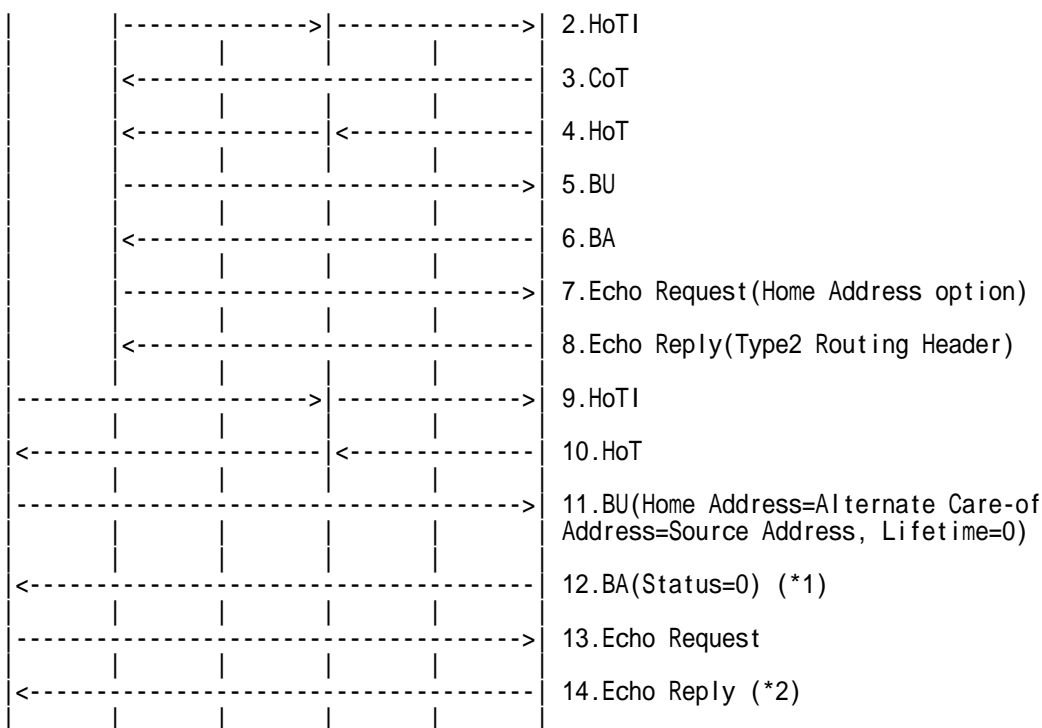 2.HoTI
3.CoT
4.HoT
5.BU
6.BA
7.Echo Request(Home Address option)
8.Echo Reply(Type2 Routing Header)
9.HoTI
10.HoT
11.BU(Home Address=Alternate Care-of
Address=Source Address, Lifetime=0)
12.BA(Status=0) (*1)
13.Echo Request
14.Echo Reply (*2)